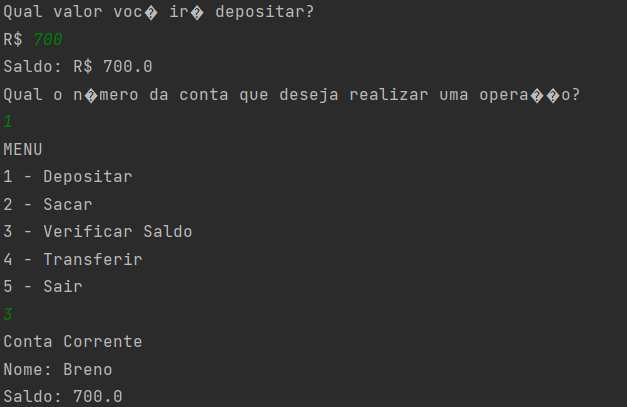 Qual valor voc� ir� depositar?
R$ 700
Saldo: R$ 700.0
Qual o n�mero da conta que deseja realizar uma opera��o?
1
MENU
1 - Depositar
2 - Sacar
3 - Verificar Saldo
4 - Transferir
5 - Sair
3
Conta Corrente
Nome: Breno
Saldo: 700.0